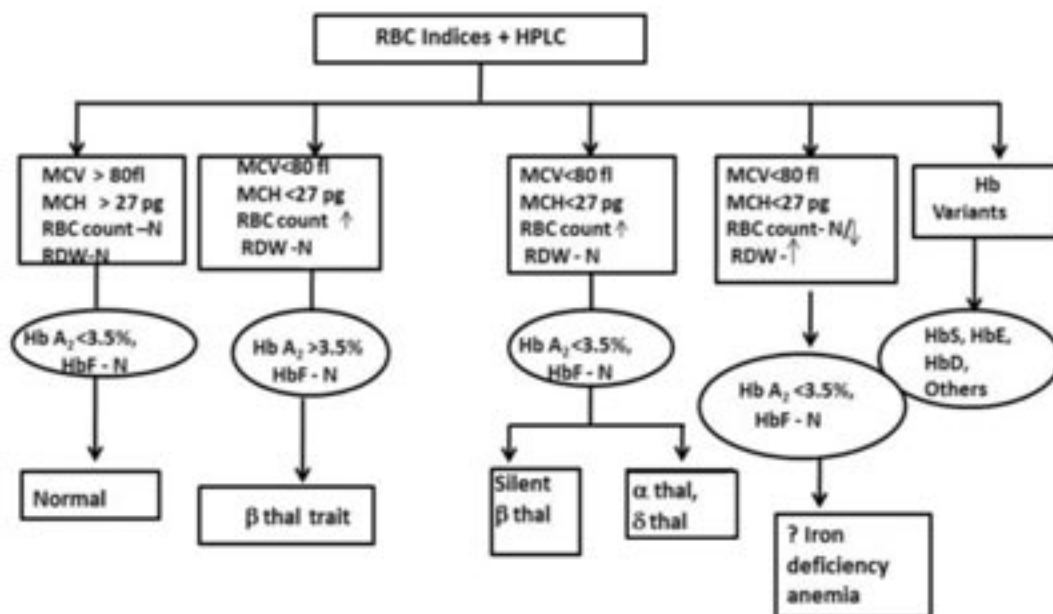 RBC Indices + HPLC
MCV > 80fl
MCH > 27 pg
RBC count –N
RDW-N
MCV<80 fl
MCH <27 pg
RBC count ↑
RDW -N
MCV<80 fl
MCH<27 pg
RBC count ↑
RDW - N
MCV<80 fl
MCH<27 pg
RBC count- N/↓
RDW -↑
Hb
Variants
Hb A₂ <3.5%,
HbF - N
Hb A₂ >3.5%
HbF - N
Hb A₂ <3.5%,
HbF - N
Hb A₂ <3.5%,
HbF - N
HbS, HbE,
HbD,
Others
Normal
β thal trait
Silent
β thal
α thal,
δ thal
? Iron
deficiency
anemia